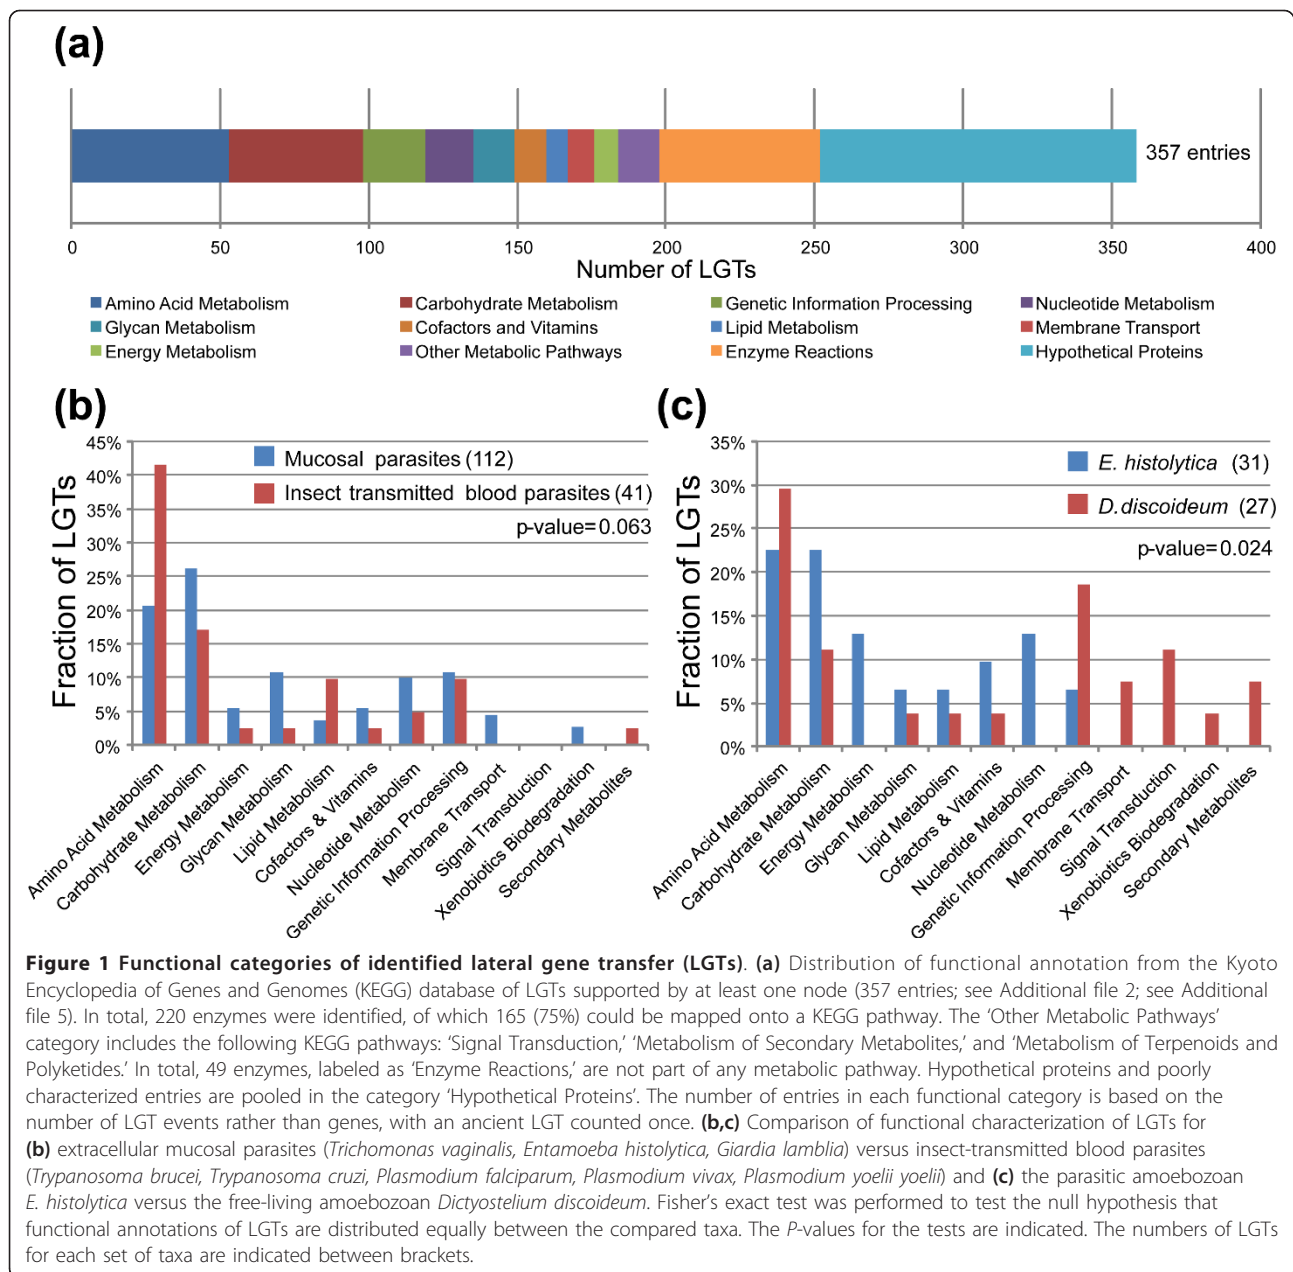 (a)
357 entries
0 50 100 150 200 250 300 350 400
Number of LGTs
Amino Acid Metabolism Carbohydrate Metabolism Genetic Information Processing Nucleotide Metabolism
Glycan Metabolism Cofactors and Vitamins Lipid Metabolism Membrane Transport
Energy Metabolism Other Metabolic Pathways Enzyme Reactions Hypothetical Proteins
(b)
Fraction of LGTs
45%
40%
35%
30%
25%
20%
15%
10%
5%
0%
Mucosal parasites (112)
Insect transmitted blood parasites (41)
p-value=0.063
Amino Acid Metabolism
Carbohydrate Metabolism
Energy Metabolism
Glycan Metabolism
Lipid Metabolism
Cofactors & Vitamins
Nucleotide Metabolism
Genetic Information Processing
Membrane Transport
Signal Transduction
Xenobiotics Biodegradation
Secondary Metabolites
(c)
Fraction of LGTs
35%
30%
25%
20%
15%
10%
5%
0%
E. histolytica (31)
D.discoideum (27)
p-value=0.024
Amino Acid Metabolism
Carbohydrate Metabolism
Energy Metabolism
Glycan Metabolism
Lipid Metabolism
Cofactors & Vitamins
Nucleotide Metabolism
Genetic Information Processing
Membrane Transport
Signal Transduction
Xenobiotics Biodegradation
Secondary Metabolites
Figure 1 Functional categories of identified lateral gene transfer (LGTs). (a) Distribution of functional annotation from the Kyoto
Encyclopedia of Genes and Genomes (KEGG) database of LGTs supported by at least one node (357 entries; see Additional file 2; see Additional
file 5). In total, 220 enzymes were identified, of which 165 (75%) could be mapped onto a KEGG pathway. The ‘Other Metabolic Pathways’
category includes the following KEGG pathways: ‘Signal Transduction,’ ‘Metabolism of Secondary Metabolites,’ and ‘Metabolism of Terpenoids and
Polyketides.’ In total, 49 enzymes, labeled as ‘Enzyme Reactions,’ are not part of any metabolic pathway. Hypothetical proteins and poorly
characterized entries are pooled in the category ‘Hypothetical Proteins’. The number of entries in each functional category is based on the
number of LGT events rather than genes, with an ancient LGT counted once. (b,c) Comparison of functional characterization of LGTs for
(b) extracellular mucosal parasites (Trichomonas vaginalis, Entamoeba histolytica, Giardia lamblia) versus insect-transmitted blood parasites
(Trypanosoma brucei, Trypanosoma cruzi, Plasmodium falciparum, Plasmodium vivax, Plasmodium yoelii yoelii) and (c) the parasitic amoebozoan
E. histolytica versus the free-living amoebozoan Dictyostelium discoideum. Fisher’s exact test was performed to test the null hypothesis that
functional annotations of LGTs are distributed equally between the compared taxa. The P-values for the tests are indicated. The numbers of LGTs
for each set of taxa are indicated between brackets.